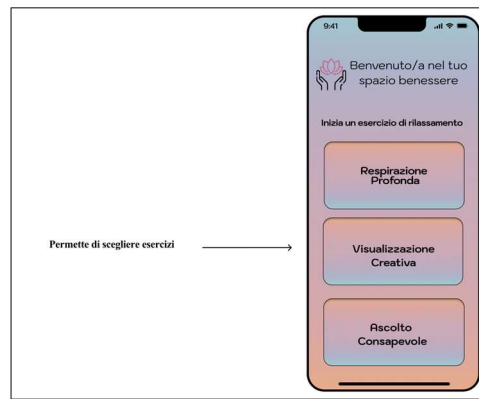 9:41
Benvenuto/a nel tuo
spazio benessere
Inizia un esercizio di rilassamento
Respirazione
Profonda
Permette di scegliere esercizi
Visualizzazione
Creativa
Ascolto
Consapevole